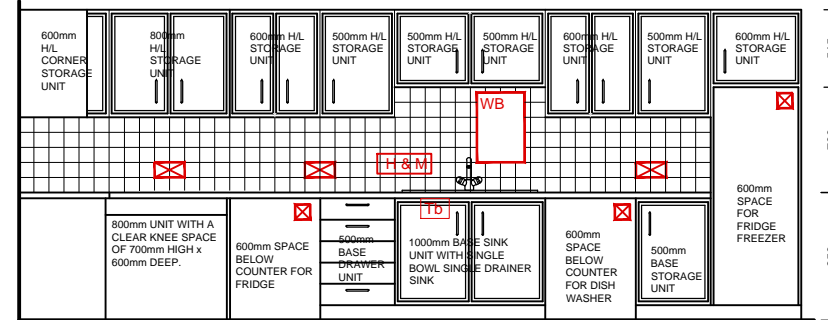 600mm
H/L
CORNER
STORAGE
UNIT
800mm
H/L
STORAGE
UNIT
600mm H/L
STORAGE
UNIT
500mm H/L
STORAGE
UNIT
500mm H/L
STORAGE
UNIT
500mm H/L
STORAGE
UNIT
600mm H/L
STORAGE
UNIT
500mm H/L
STORAGE
UNIT
600mm H/L
STORAGE
UNIT
WB
H & M
Tb
800mm UNIT WITH A
CLEAR KNEE SPACE
OF 700mm HIGH x
600mm DEEP.
600mm SPACE
BELOW
COUNTER FOR
FRIDGE
500mm
BASE
DRAWER
UNIT
1000mm BASE SINK
UNIT WITH SINGLE
BOWL SINGLE DRAINER
SINK
600mm
SPACE
BELOW
COUNTER
FOR DISH
WASHER
500mm
BASE
STORAGE
UNIT
600mm
SPACE
FOR
FRIDGE
FREEZER